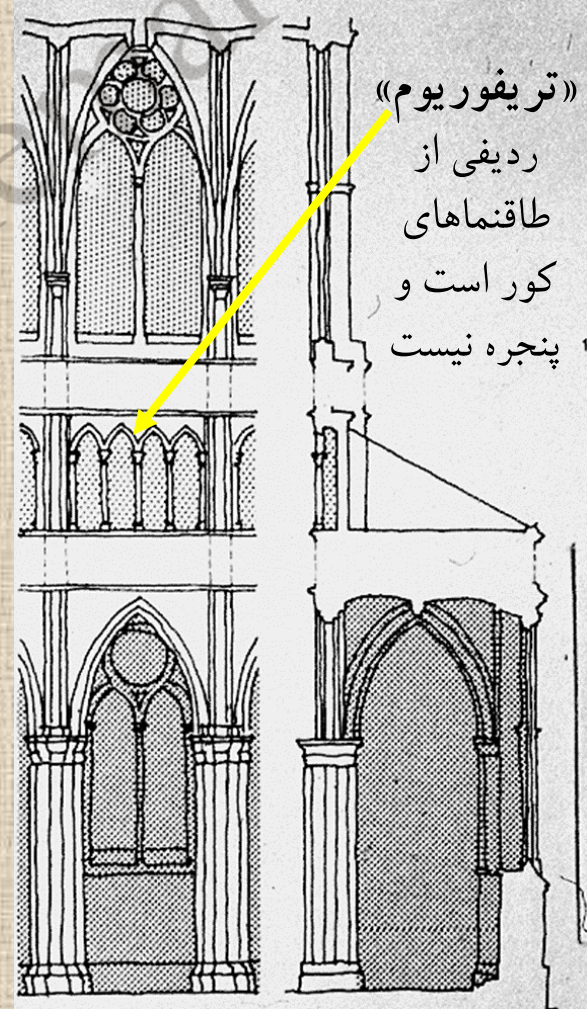 «تریفوریوم»
ردیفی از
طاقنماهای
کور است و
پنجره نیست